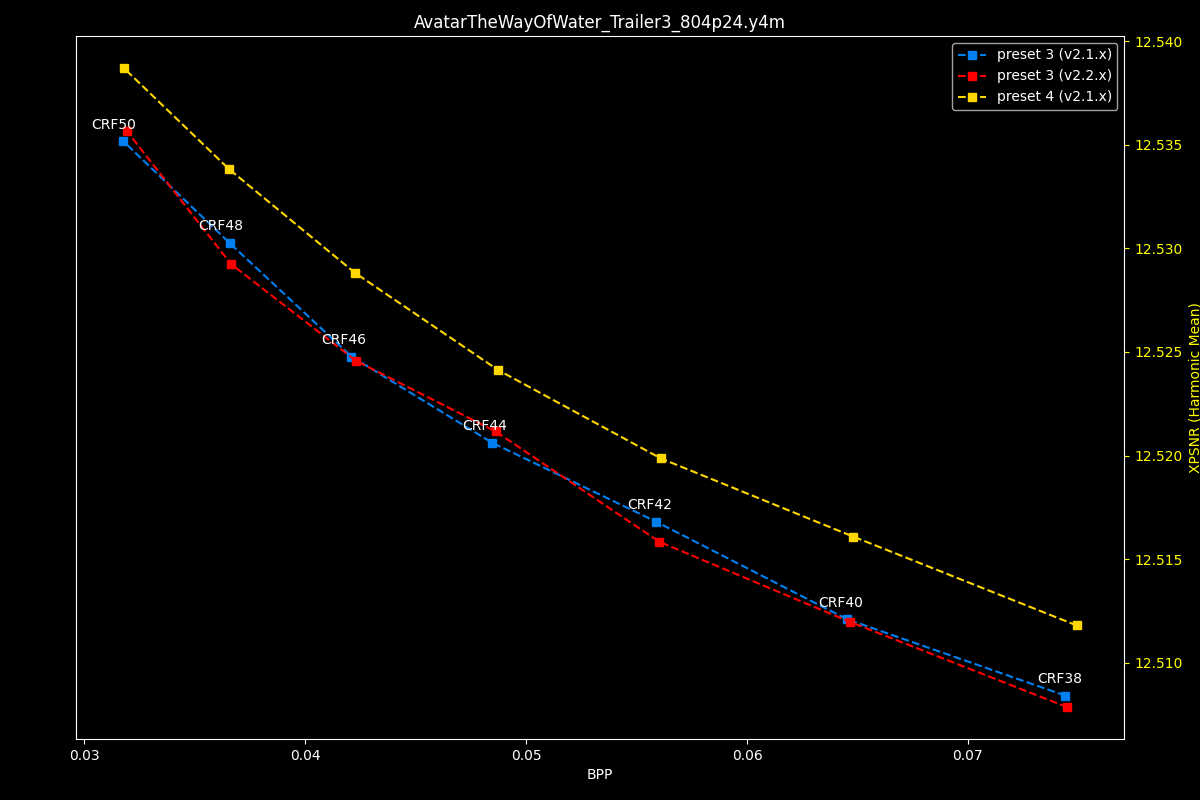 AvatarTheWayOfWater_Trailer3_804p24.y4m
preset 3 (v2.1.x)
preset 3 (v2.2.x)
preset 4 (v2.1.x)
CRF50
CRF48
CRF46
CRF44
CRF42
CRF40
CRF38
12.540
12.535
12.530
12.525
12.520
12.515
12.510
XPSNR (Harmonic Mean)
0.03 0.04 0.05 0.06 0.07
BPP